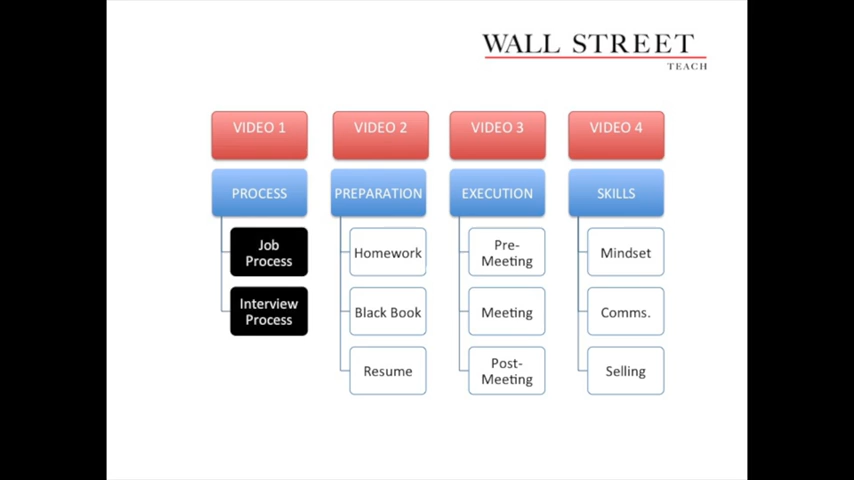 WALL STREET
TEACH
VIDEO 1
VIDEO 2
VIDEO 3
VIDEO 4
PROCESS
PREPARATION
EXECUTION
SKILLS
Job
Process
Homework
Pre-
Meeting
Mindset
Interview
Process
Black Book
Meeting
Comms.
Resume
Post-
Meeting
Selling